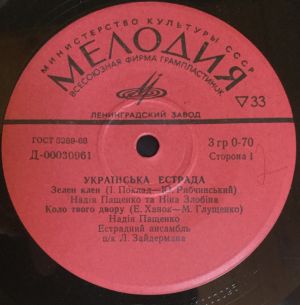 МИНИСТЕРСТВО КУЛЬТУРЫ СССР
МЕЛОДИЯ
ВСЕСОЮЗНАЯ ФИРМА ГРАМПЛАСТИНОК
▽33
ЛЕНИНГРАДСКИЙ ЗАВОД
ГОСТ 5289-68
3 гр 0-70
Д-00030961
Сторона 1
УКРАЇНСЬКА ЕСТРАДА
Зелен клен (І. Поклад—Ю. Рибчинський)
Надія Пащенко та Ніна Злобіна
Коло твого двору (Е. Ханок—М. Глущенко)
Надія Пащенко
Естрадний ансамбль
п/к Л. Зайдермана